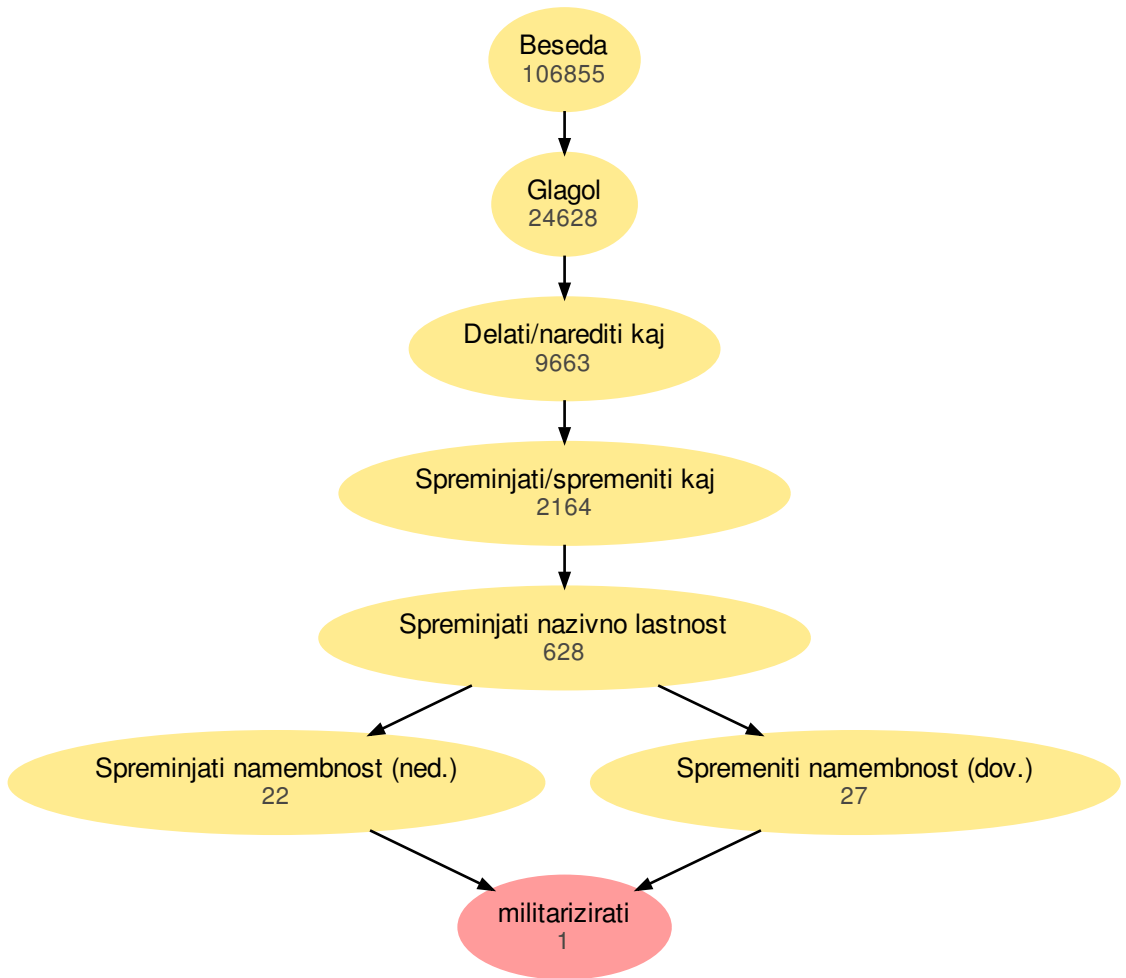 Beseda
106855
Glagol
24628
Delati/narediti kaj
9663
Spreminjati/spremeniti kaj
2164
Spreminjati nazivno lastnost
628
Spreminjati namembnost (ned.)
22
Spremeniti namembnost (dov.)
27
militarizirati
1